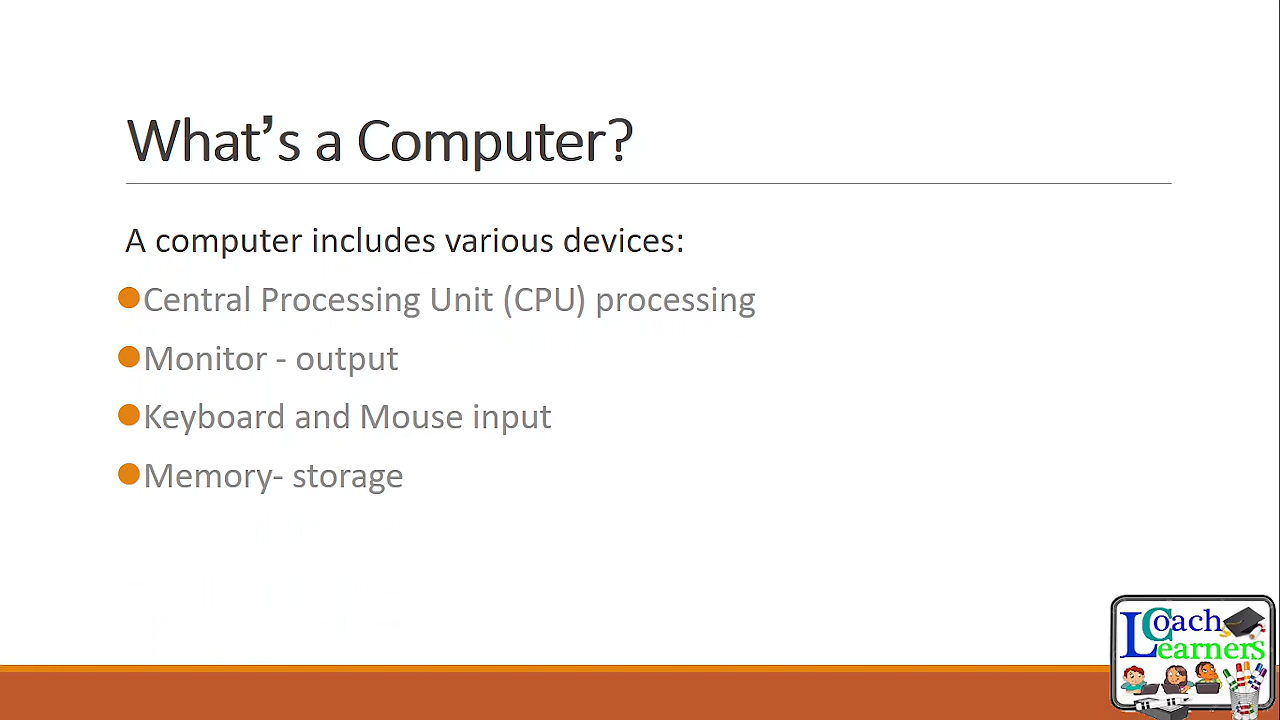 What’s a Computer?
A computer includes various devices:
Central Processing Unit (CPU) processing
Monitor - output
Keyboard and Mouse input
Memory- storage
Coach
Learners